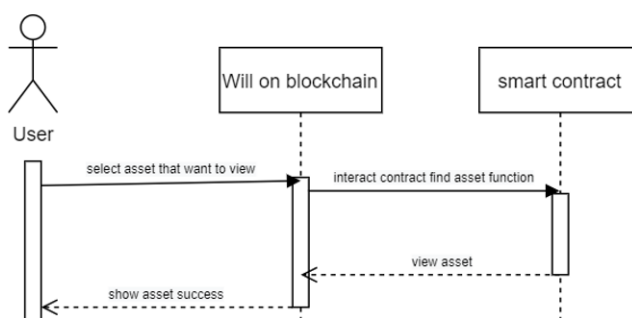 Will on blockchain
smart contract
User
select asset that want to view
interact contract find asset function
view asset
show asset success